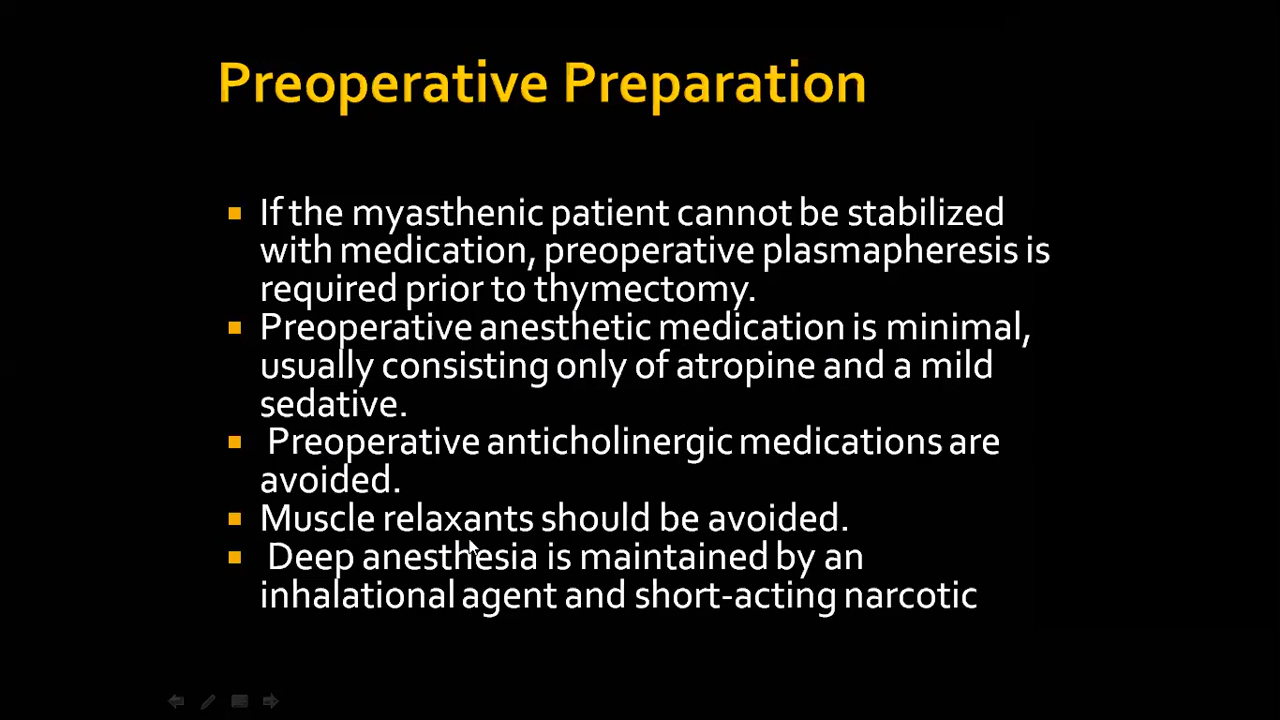 Preoperative Preparation
▪ If the myasthenic patient cannot be stabilized
with medication, preoperative plasmapheresis is
required prior to thymectomy.
▪ Preoperative anesthetic medication is minimal,
usually consisting only of atropine and a mild
sedative.
▪ Preoperative anticholinergic medications are
avoided.
▪ Muscle relaxants should be avoided.
▪ Deep anesthesia is maintained by an
inhalational agent and short-acting narcotic